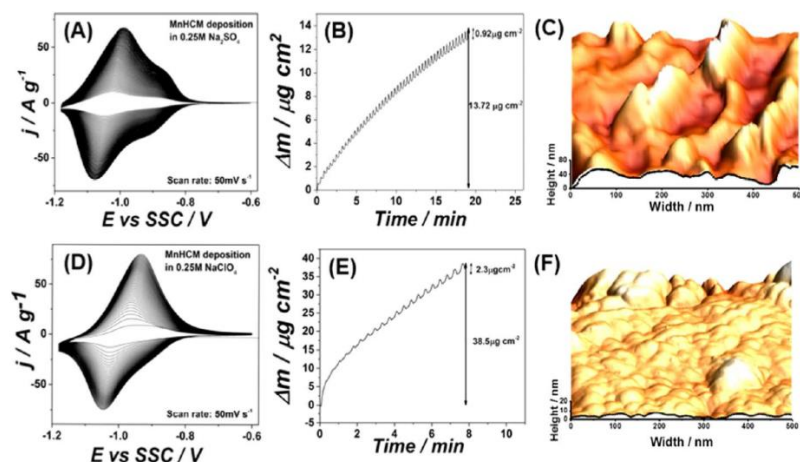 (A)
MnHCM deposition
in 0.25M Na₂SO₄
50
0
-50
j / A g⁻¹
Scan rate: 50mV s⁻¹
-1.2 -1.0 -0.8 -0.6
E vs SSC / V
(B)
14
12
10
8
6
4
2
0
Δm / µg cm²
0.92µg cm⁻²
13.72 µg cm⁻²
0 5 10 15 20 25
Time / min
(C)
Height / nm
80
40
0
0 100 200 300 400 500
Width / nm
(D)
MnHCM deposition
in 0.25M NaClO₄
50
0
-50
j / A g⁻¹
Scan rate: 50mV s⁻¹
-1.2 -1.0 -0.8 -0.6
E vs SSC / V
(E)
40
35
30
25
20
15
10
5
0
Δm / µg cm⁻²
2.3µgcm⁻²
38.5µg cm⁻²
0 2 4 6 8 10
Time / min
(F)
Height / nm
20
10
0
0 100 200 300 400 500
Width / nm